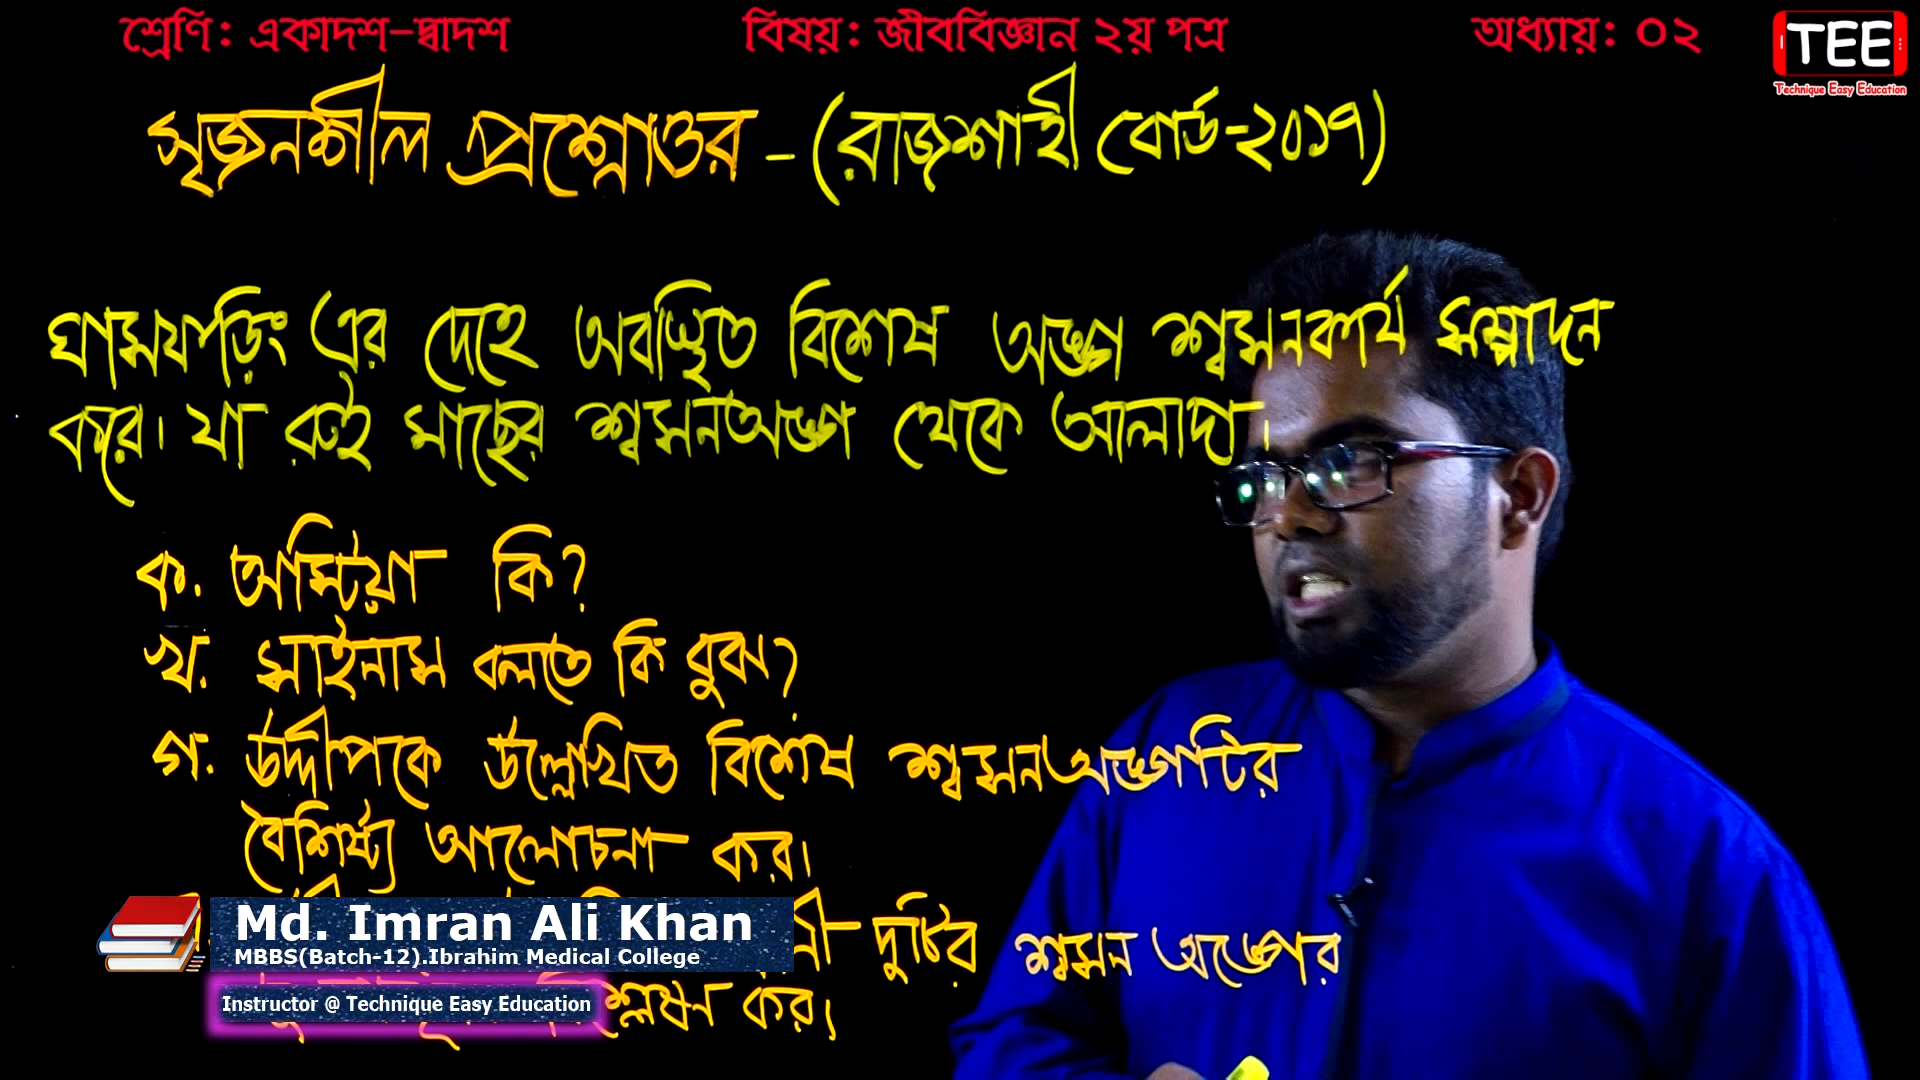 শ্রেণি: একাদশ-দ্বাদশ বিষয়: জীববিজ্ঞান ২য় পত্র অধ্যায়: ০২
TEE
Technique Easy Education
সৃজনশীল প্রশ্নোত্তর - (রাজশাহী বোর্ড-২০১৭)
ঘাসফড়িং এর দেহে অবস্থিত বিশেষ অঙ্গ শ্বসনকার্য সম্পাদন
করে। যা রুই মাছের শ্বসনঅঙ্গ থেকে আলাদা।
ক. অস্টিয়া কি?
খ. সাইনাস বলতে কি বুঝ?
গ. উদ্দীপকে উল্লেখিত বিশেষ শ্বসনঅঙ্গটির
বৈশিষ্ট্য আলোচনা কর।
দুটির শ্বসন অঙ্গের
বিশ্লেষণ কর।
Md. Imran Ali Khan
MBBS(Batch-12).Ibrahim Medical College
Instructor @ Technique Easy Education